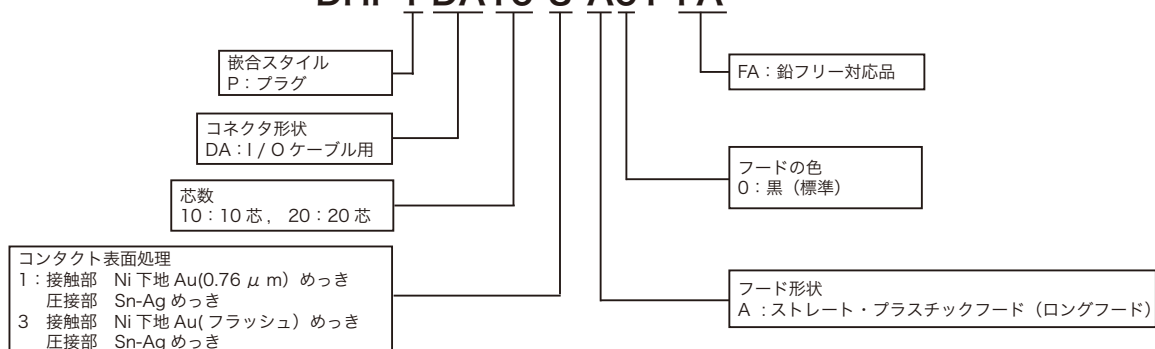 嵌合スタイル
P：プラグ
FA：鉛フリー対応品
コネクタ形状
DA：I / O ケーブル用
フードの色
0：黒（標準）
芯数
10：10 芯， 20：20 芯
コンタクト表面処理
1：接触部 Ni 下地 Au(0.76 μ m）めっき
圧接部 Sn-Ag めっき
3 接触部 Ni 下地 Au( フラッシュ）めっき
圧接部 Sn-Ag めっき
フード形状
A ：ストレート・プラスチックフード（ロングフード）